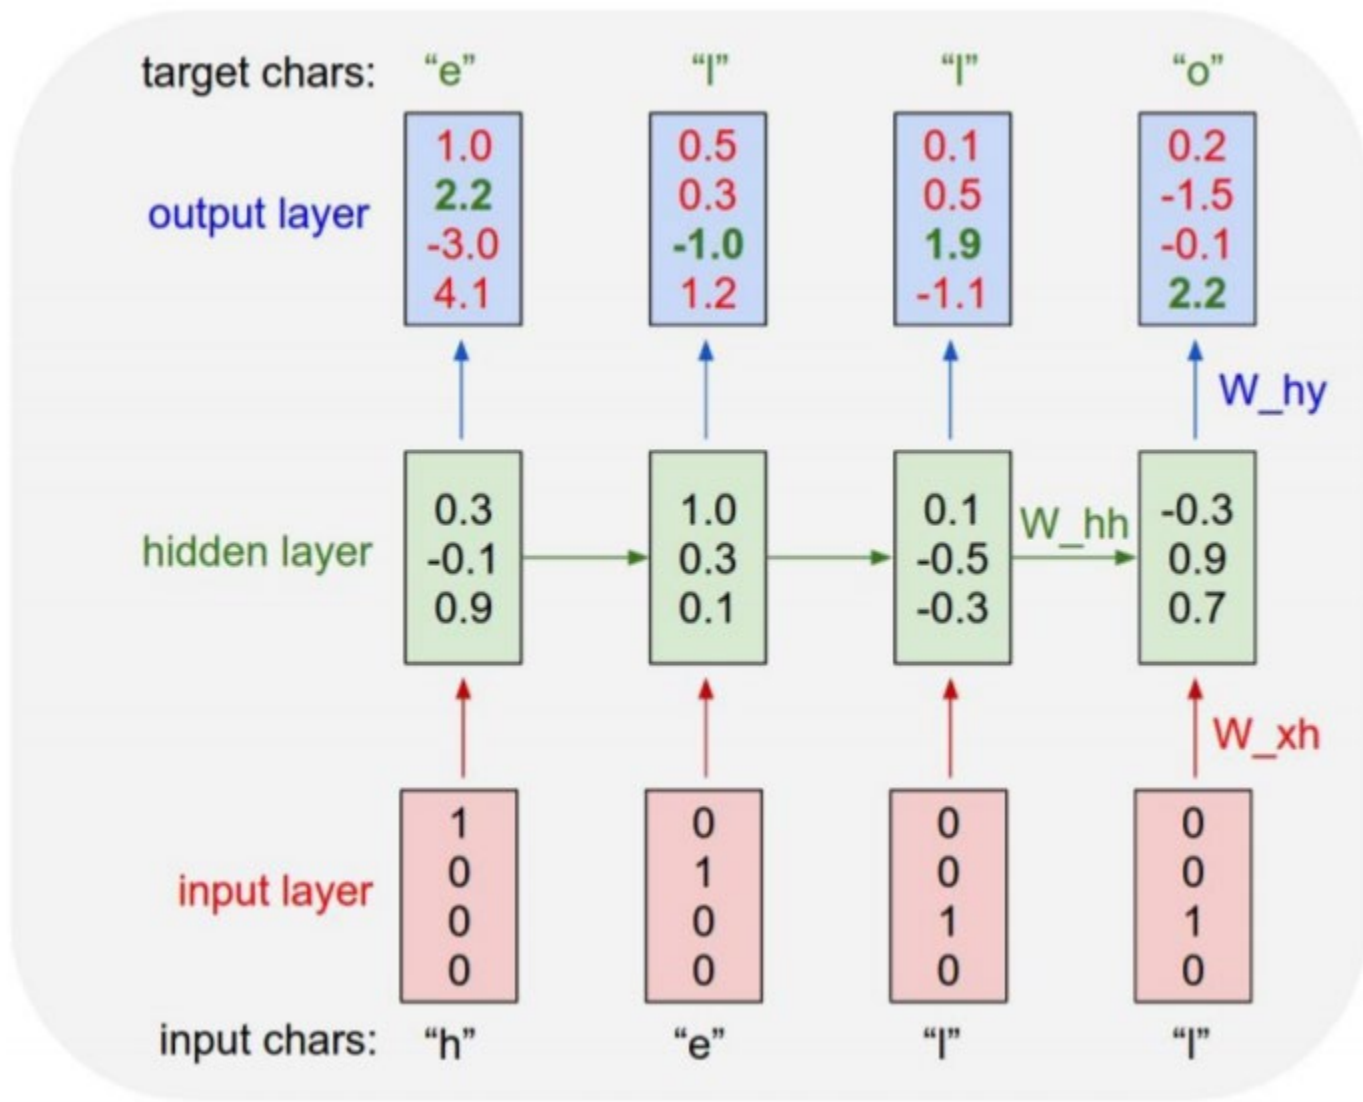 target chars: “e” “l” “l” “o”
1.0 0.5 0.1 0.2
2.2 0.3 0.5 -1.5
output layer
-3.0 -1.0 1.9 -0.1
4.1 1.2 -1.1 2.2
W_hy
0.3 1.0 0.1 -0.3
W_hh
hidden layer -0.1 0.3 -0.5 0.9
0.9 0.1 -0.3 0.7
W_xh
1 0 0 0
0 1 0 0
input layer
0 0 1 1
0 0 0 0
input chars: “h” “e” “l” “l”